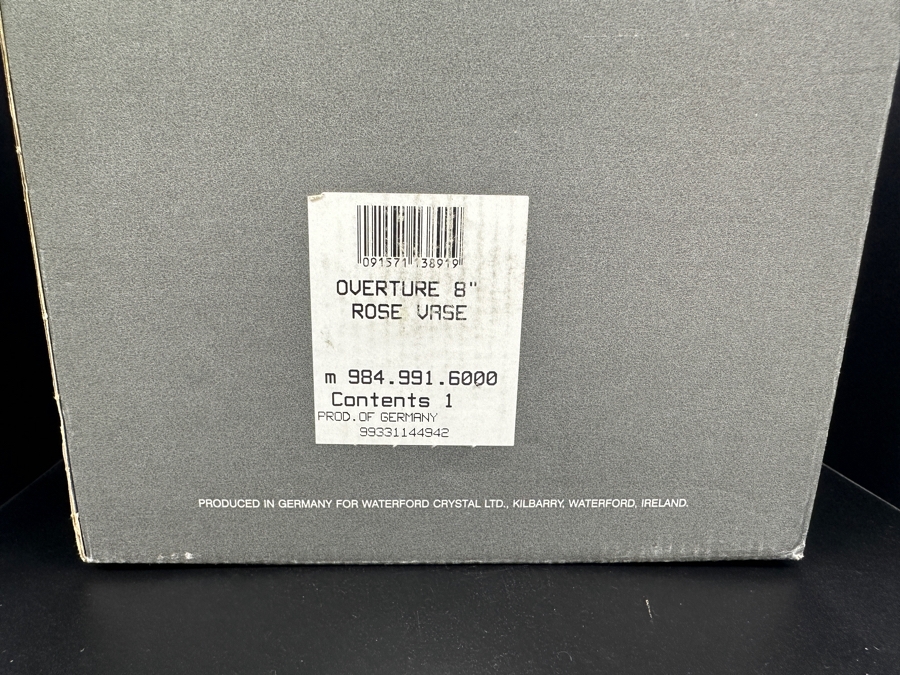 091571 138919
OVERTURE 8"
ROSE VASE
m 984.991.6000
Contents 1
PROD.OF GERMANY
99331144942
PRODUCED IN GERMANY FOR WATERFORD CRYSTAL LTD., KILBARRY, WATERFORD, IRELAND.